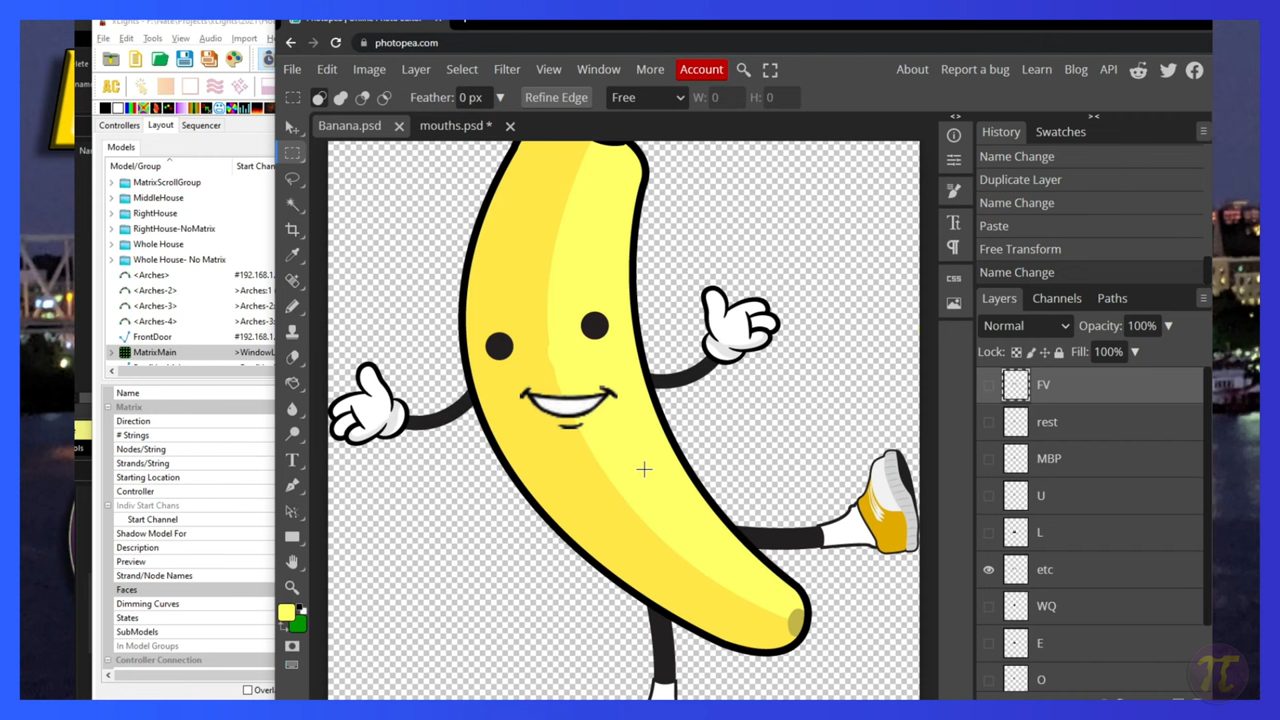 File Edit Tools View Audio Import
Controllers Layout Sequencer
Models
Model/Group Start Chan
MatrixScrollGroup
MiddleHouse
RightHouse
RightHouse-NoMatrix
Whole House
Whole House- No Matrix
<Arches> #192.168.1.
<Arches-2> >Arches:1 (
<Arches-3> >Arches-2:
<Arches-4> >Arches-3:
FrontDoor #192.168.1.
MatrixMain >WindowL
Name
Matrix
Direction
# Strings
Nodes/String
Strands/String
Starting Location
Controller
Indiv Start Chans
Start Channel
Shadow Model For
Description
Preview
Strand/Node Names
Faces
Dimming Curves
States
SubModels
In Model Groups
Controller Connection
Overla
photopea.com
File Edit Image Layer Select Filter View Window More Account About Report a bug Learn Blog API
Feather: 0 px Refine Edge Free W: 0 H: 0
Banana.psd mouths.psd *
History Swatches
Name Change
Duplicate Layer
Name Change
Paste
Free Transform
Name Change
Layers Channels Paths
Normal Opacity: 100%
Lock: Fill: 100%
FV
rest
MBP
U
L
etc
WQ
E
O
CSS